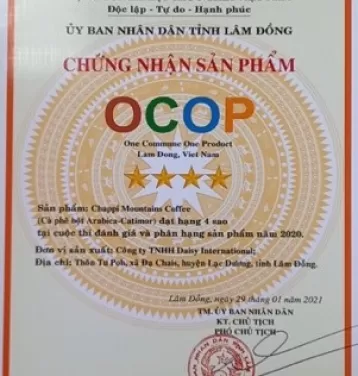 Độc lập - Tự do - Hạnh phúc
ỦY BAN NHÂN DÂN TỈNH LÂM ĐỒNG
CHỨNG NHẬN SẢN PHẨM
OCOP
One Commune One Product
Lam Dong, Viet Nam
Sản phẩm: Chappi Mountains Coffee
(Cà phê bột Arabica-Catimor) đạt hạng 4 sao
tại cuộc thi đánh giá và phân hạng sản phẩm năm 2020.
Đơn vị sản xuất: Công ty TNHH Daisy International;
Địa chỉ: Thôn Tu Poh, xã Đa Chais, huyện Lạc Dương, tỉnh Lâm Đồng.
Lâm Đồng, ngày 29 tháng 01 năm 2021
TM. ỦY BAN NHÂN DÂN
KT. CHỦ TỊCH
PHÓ CHỦ TỊCH